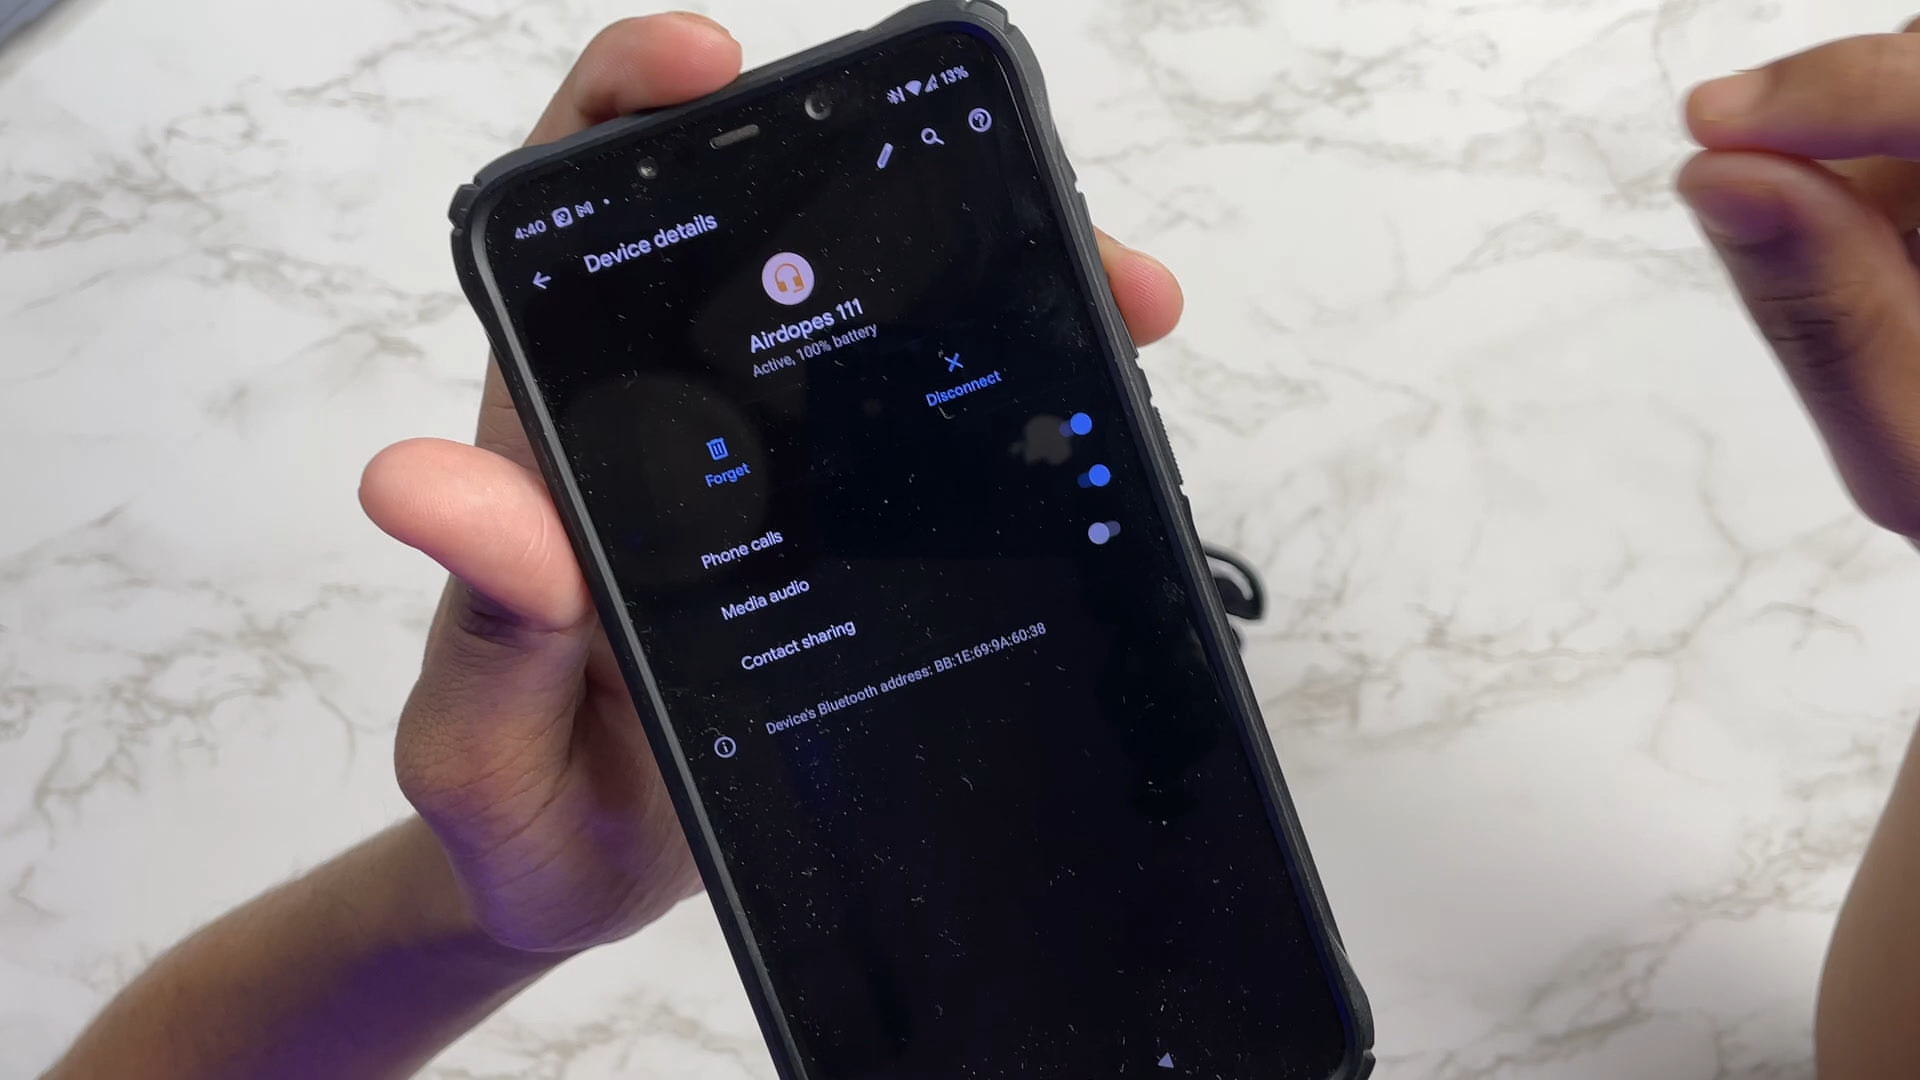 4:40
13%
Device details
Airdopes 111
Active, 100% battery
Forget
Disconnect
Phone calls
Media audio
Contact sharing
Device's Bluetooth address: BB:1E:69:9A:60:38